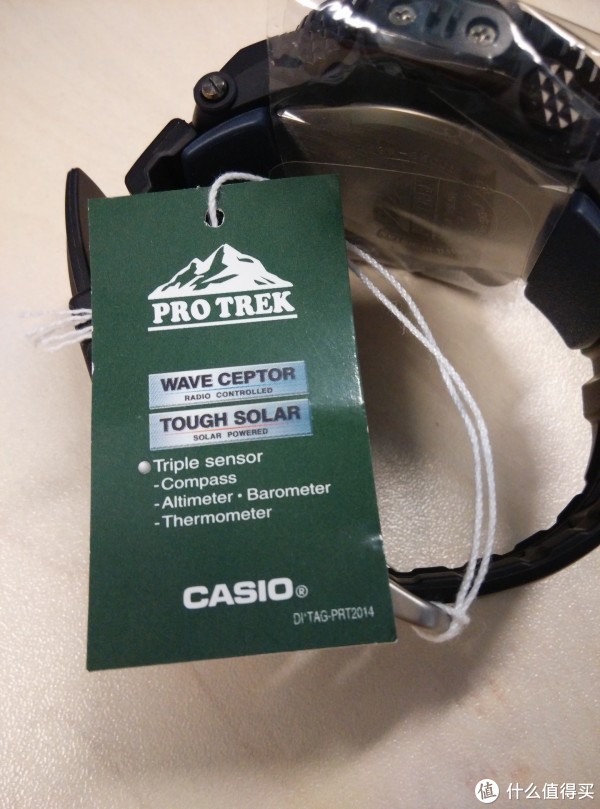 PRO TREK
WAVE CEPTOR
RADIO CONTROLLED
TOUGH SOLAR
SOLAR POWERED
Triple sensor
-Compass
-Altimeter・Barometer
-Thermometer
CASIO®
DI*TAG-PRT2014
值 什么值得买